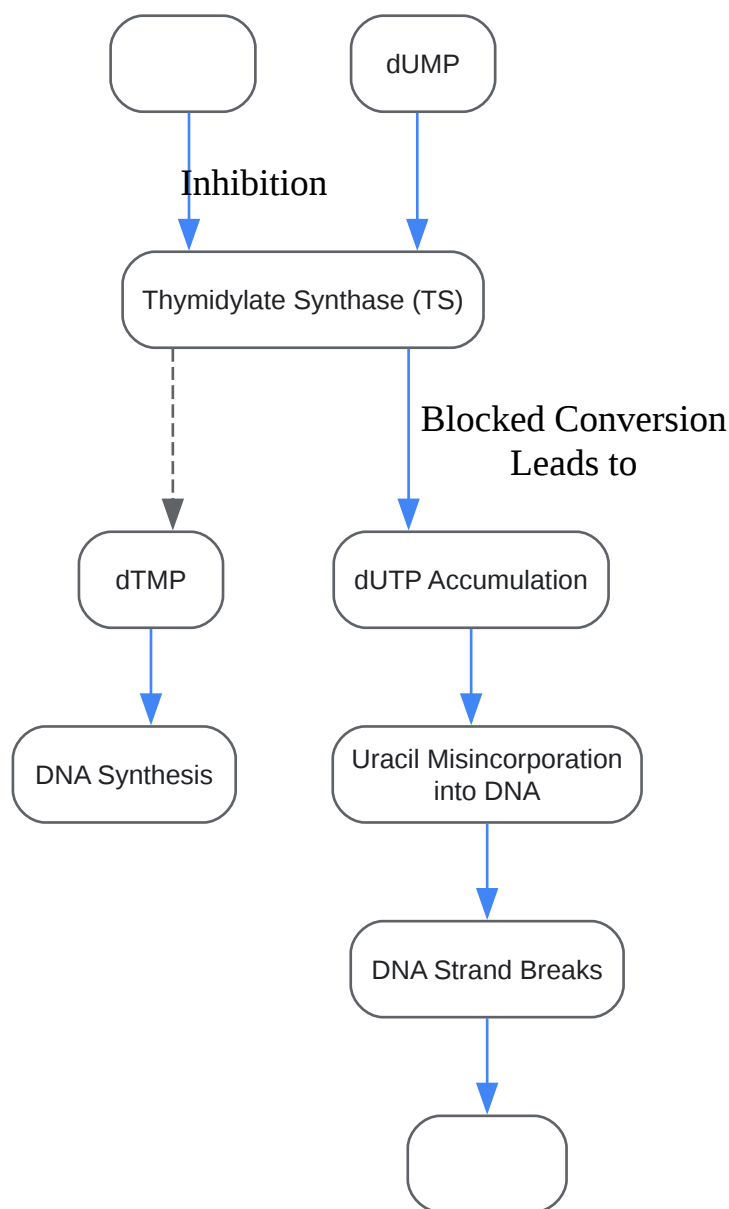 dUMP
Inhibition
Thymidylate Synthase (TS)
Blocked Conversion
Leads to
dTMP
dUTP Accumulation
DNA Synthesis
Uracil Misincorporation
into DNA
DNA Strand Breaks